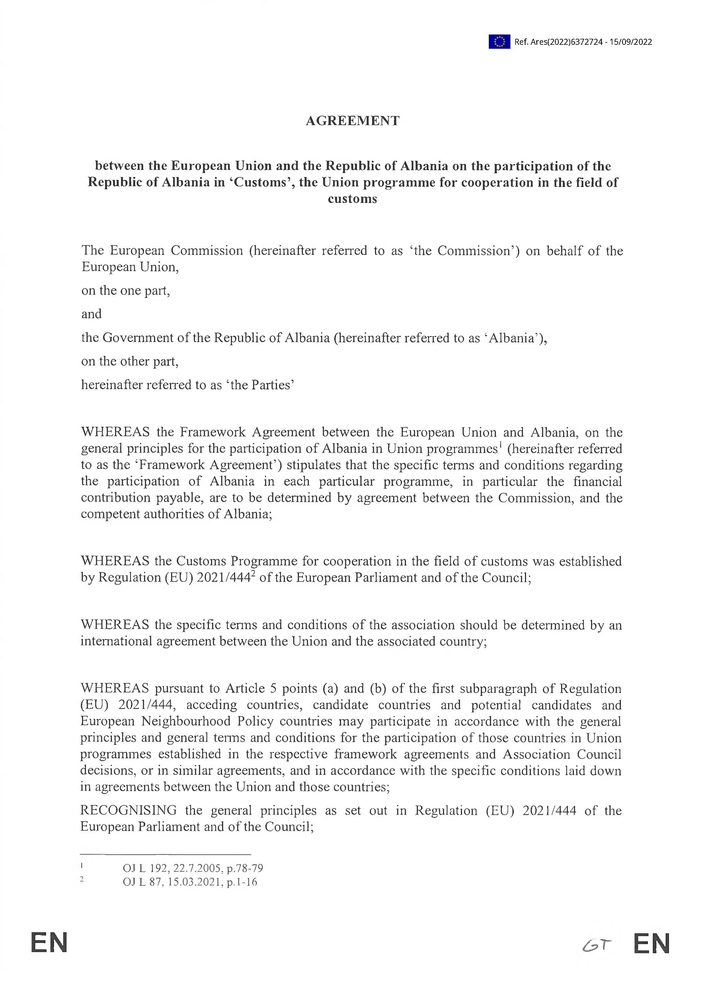 Ref. Ares(2022)6372724 - 15/09/2022
AGREEMENT
between the European Union and the Republic of Albania on the participation of the
Republic of Albania in ‘Customs’, the Union programme for cooperation in the field of
customs
The European Commission (hereinafter referred to as ‘the Commission’) on behalf of the
European Union,
on the one part,
and
the Government of the Republic of Albania (hereinafter referred to as ‘Albania’),
on the other part,
hereinafter referred to as ‘the Parties’
WHEREAS the Framework Agreement between the European Union and Albania, on the
general principles for the participation of Albania in Union programmes¹ (hereinafter referred
to as the ‘Framework Agreement’) stipulates that the specific terms and conditions regarding
the participation of Albania in each particular programme, in particular the financial
contribution payable, are to be determined by agreement between the Commission, and the
competent authorities of Albania;
WHEREAS the Customs Programme for cooperation in the field of customs was established
by Regulation (EU) 2021/444² of the European Parliament and of the Council;
WHEREAS the specific terms and conditions of the association should be determined by an
international agreement between the Union and the associated country;
WHEREAS pursuant to Article 5 points (a) and (b) of the first subparagraph of Regulation
(EU) 2021/444, acceding countries, candidate countries and potential candidates and
European Neighbourhood Policy countries may participate in accordance with the general
principles and general terms and conditions for the participation of those countries in Union
programmes established in the respective framework agreements and Association Council
decisions, or in similar agreements, and in accordance with the specific conditions laid down
in agreements between the Union and those countries;
RECOGNISING the general principles as set out in Regulation (EU) 2021/444 of the
European Parliament and of the Council;
1 OJ L 192, 22.7.2005, p.78-79
2 OJ L 87, 15.03.2021, p.1-16
EN GT EN